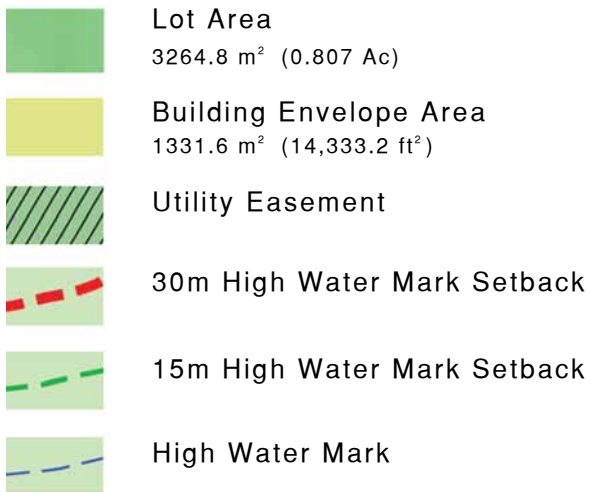 Lot Area
3264.8 m² (0.807 Ac)
Building Envelope Area
1331.6 m² (14,333.2 ft²)
Utility Easement
30m High Water Mark Setback
15m High Water Mark Setback
High Water Mark